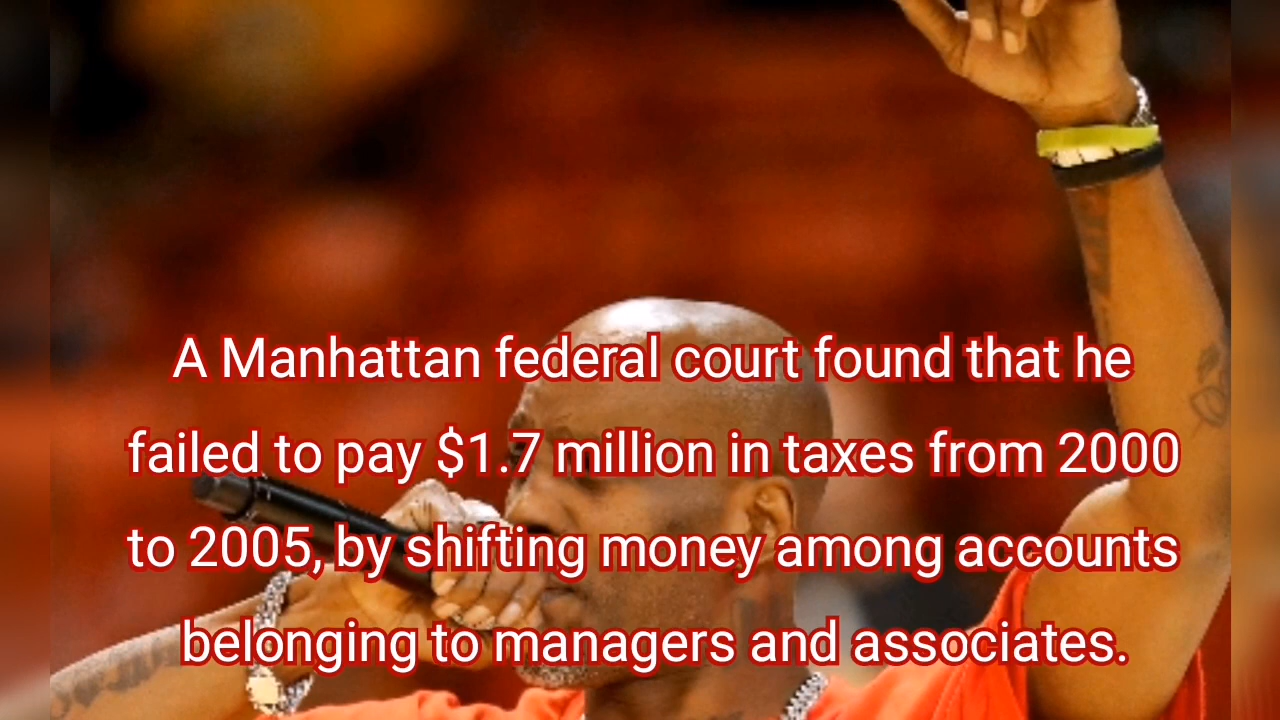 A Manhattan federal court found that he
failed to pay $1.7 million in taxes from 2000
to 2005, by shifting money among accounts
belonging to managers and associates.